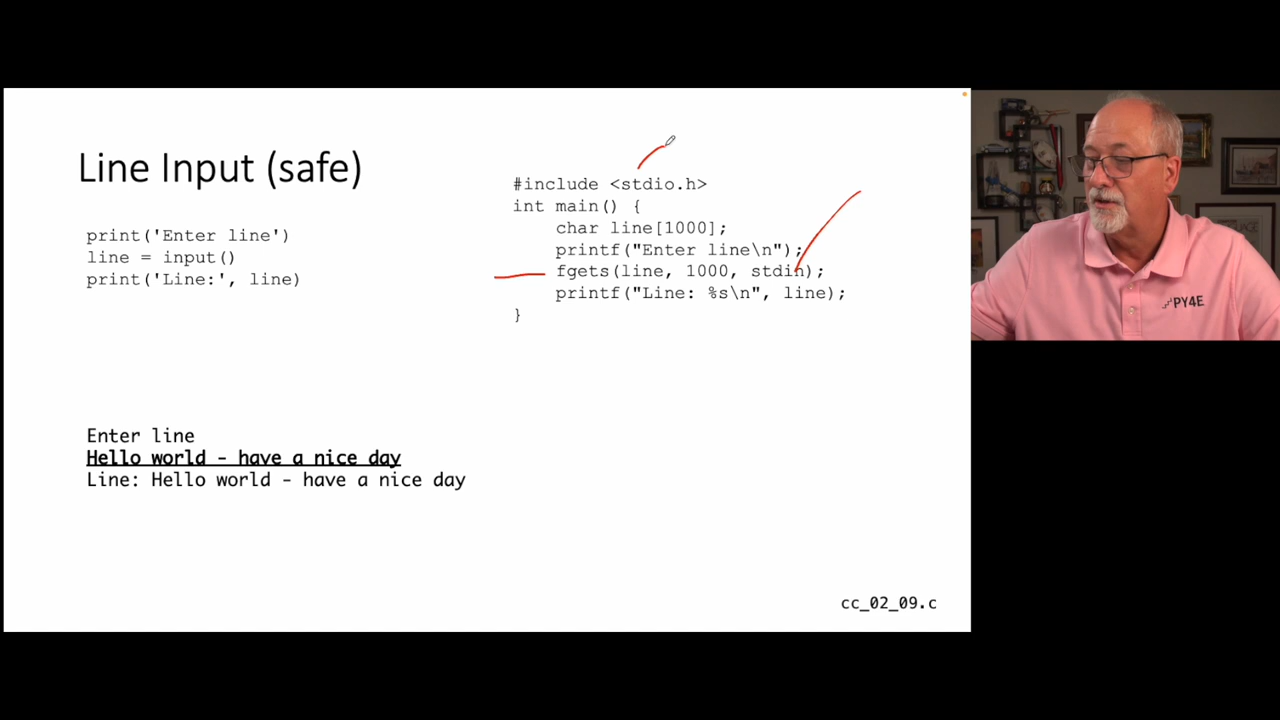 Line Input (safe)
print('Enter line')
line = input()
print('Line:', line)
#include <stdio.h>
int main() {
    char line[1000];
    printf("Enter line\n");
    fgets(line, 1000, stdin);
    printf("Line: %s\n", line);
}
Enter line
Hello world - have a nice day
Line: Hello world - have a nice day
cc_02_09.c
PY4E